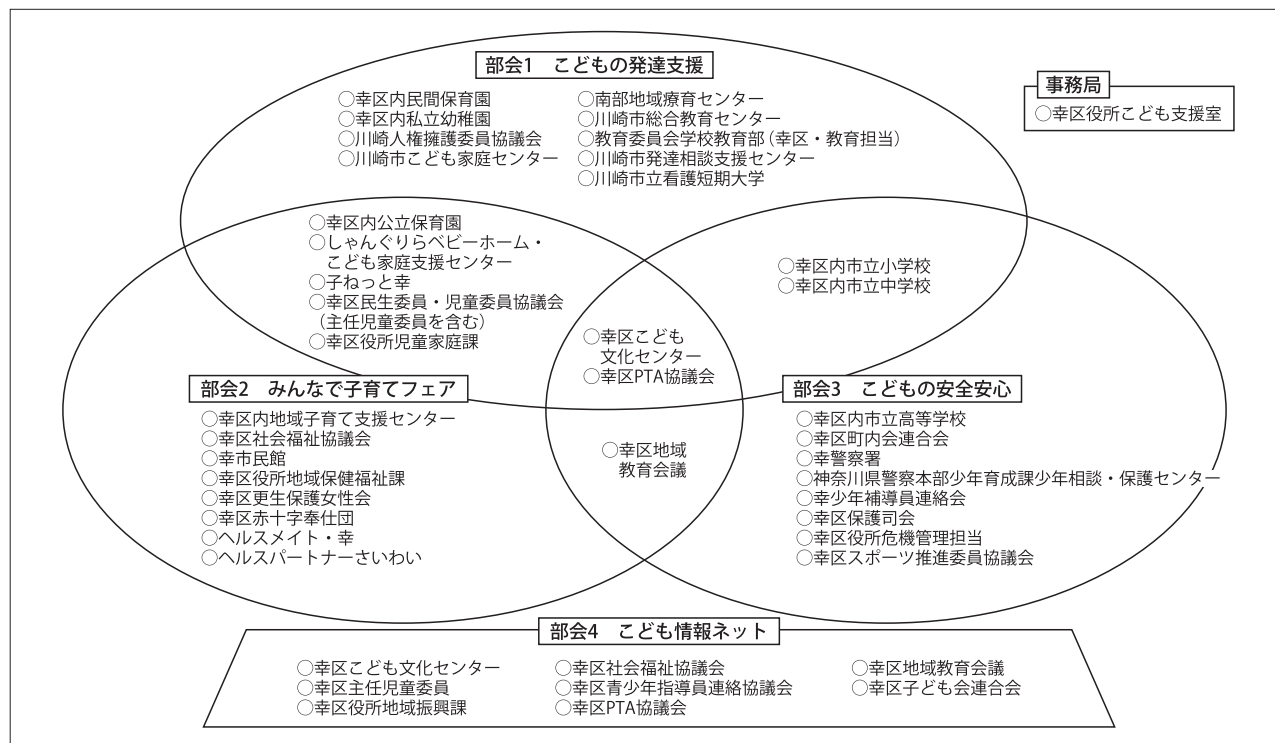 部会1　こどもの発達支援
○幸区内民間保育園
○幸区内私立幼稚園
○川崎人権擁護委員協議会
○川崎市こども家庭センター
○南部地域療育センター
○川崎市総合教育センター
○教育委員会学校教育部（幸区・教育担当）
○川崎市発達相談支援センター
○川崎市立看護短期大学
事務局
○幸区役所こども支援室
○幸区内公立保育園
○しゃんぐりらベビーホーム・
こども家庭支援センター
○子ねっと幸
○幸区民生委員・児童委員協議会
（主任児童委員を含む）
○幸区役所児童家庭課
○幸区内市立小学校
○幸区内市立中学校
○幸区こども
文化センター
○幸区PTA協議会
部会2　みんなで子育てフェア
○幸区内地域子育て支援センター
○幸区社会福祉協議会
○幸市民館
○幸区役所地域保健福祉課
○幸区更生保護女性会
○幸区赤十字奉仕団
○ヘルスメイト・幸
○ヘルスパートナーさいわい
○幸区地域
教育会議
部会3　こどもの安全安心
○幸区内市立高等学校
○幸区町内会連合会
○幸警察署
○神奈川県警察本部少年育成課少年相談・保護センター
○幸少年補導員連絡会
○幸区保護司会
○幸区役所危機管理担当
○幸区スポーツ推進委員協議会
部会4　こども情報ネット
○幸区こども文化センター
○幸区主任児童委員
○幸区役所地域振興課
○幸区社会福祉協議会
○幸区青少年指導員連絡協議会
○幸区PTA協議会
○幸区地域教育会議
○幸区子ども会連合会